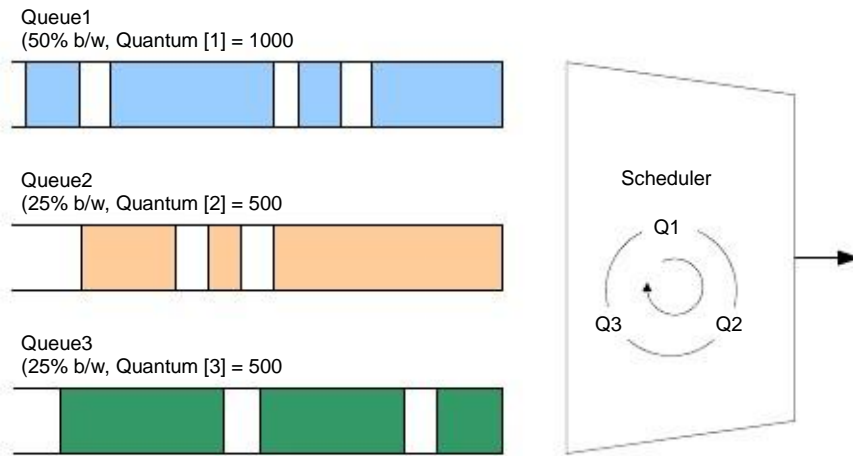 Queue1
(50% b/w, Quantum [1] = 1000
Queue2
(25% b/w, Quantum [2] = 500
Queue3
(25% b/w, Quantum [3] = 500
Scheduler
Q1
Q3
Q2